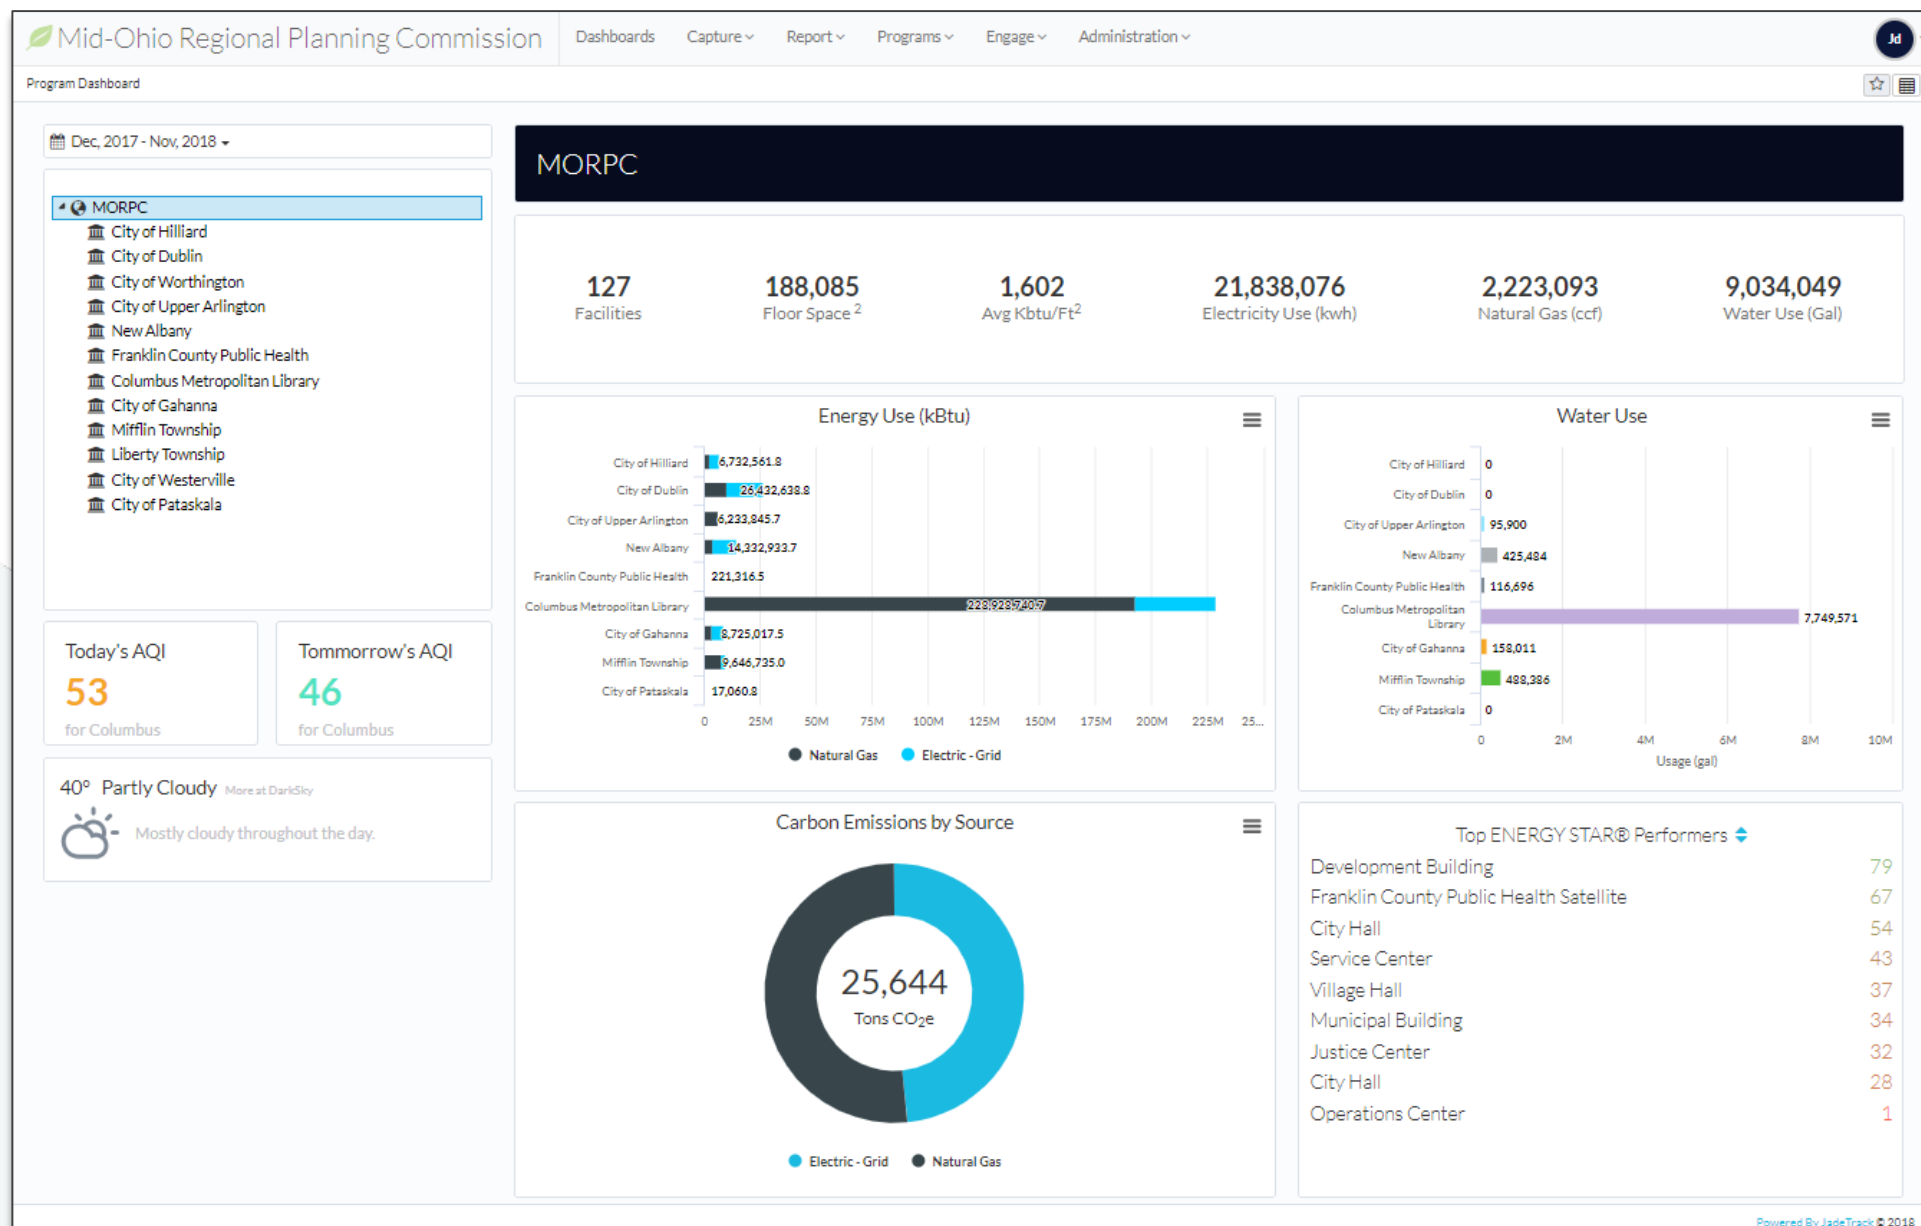 Mid-Ohio Regional Planning Commission
Dashboards
Capture
Report
Programs
Engage
Administration
Jd
Program Dashboard
Dec, 2017 - Nov, 2018
MORPC
City of Hilliard
City of Dublin
City of Worthington
City of Upper Arlington
New Albany
Franklin County Public Health
Columbus Metropolitan Library
City of Gahanna
Mifflin Township
Liberty Township
City of Westerville
City of Pataskala
Today's AQI
53
for Columbus
Tommorrow's AQI
46
for Columbus
40° Partly Cloudy More at DarkSky
Mostly cloudy throughout the day.
MORPC
127
Facilities
188,085
Floor Space ²
1,602
Avg Kbtu/Ft²
21,838,076
Electricity Use (kwh)
2,223,093
Natural Gas (ccf)
9,034,049
Water Use (Gal)
Energy Use (kBtu)
City of Hilliard 6,732,561.8
City of Dublin 26,432,638.8
City of Upper Arlington 6,233,845.7
New Albany 14,332,933.7
Franklin County Public Health 221,316.5
Columbus Metropolitan Library 228,928,740.7
City of Gahanna 8,725,017.5
Mifflin Township 9,646,735.0
City of Pataskala 17,060.8
0 25M 50M 75M 100M 125M 150M 175M 200M 225M 25...
Natural Gas Electric - Grid
Water Use
City of Hilliard 0
City of Dublin 0
City of Upper Arlington 95,900
New Albany 425,484
Franklin County Public Health 116,696
Columbus Metropolitan
Library 7,749,571
City of Gahanna 158,011
Mifflin Township 488,386
City of Pataskala 0
0 2M 4M 6M 8M 10M
Usage (gal)
Carbon Emissions by Source
25,644
Tons CO₂e
Electric - Grid Natural Gas
Top ENERGY STAR® Performers
Development Building 79
Franklin County Public Health Satellite 67
City Hall 54
Service Center 43
Village Hall 37
Municipal Building 34
Justice Center 32
City Hall 28
Operations Center 1
Powered By JadeTrack © 2018